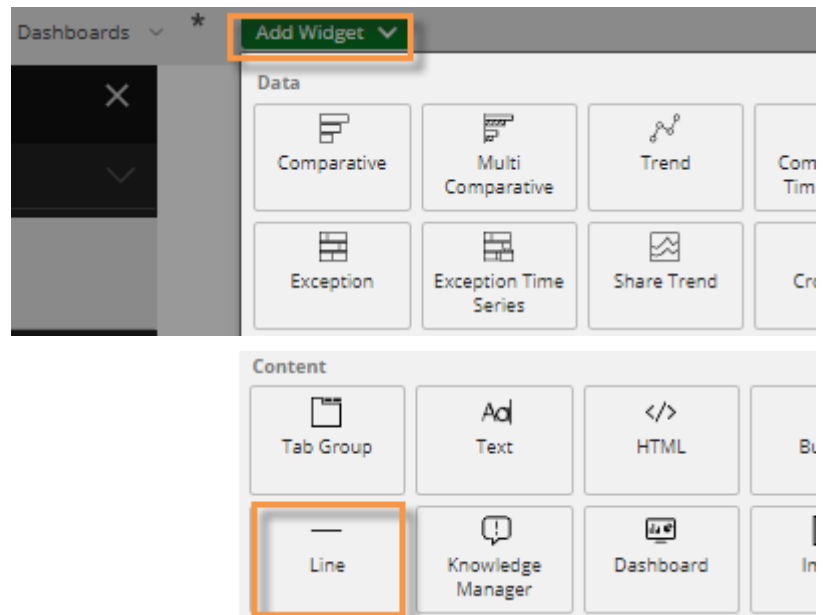 Dashboards * Add Widget
Data
Comparative
Multi
Comparative
Trend
Exception
Exception Time
Series
Share Trend
Content
Tab Group
Text
HTML
Line
Knowledge
Manager
Dashboard